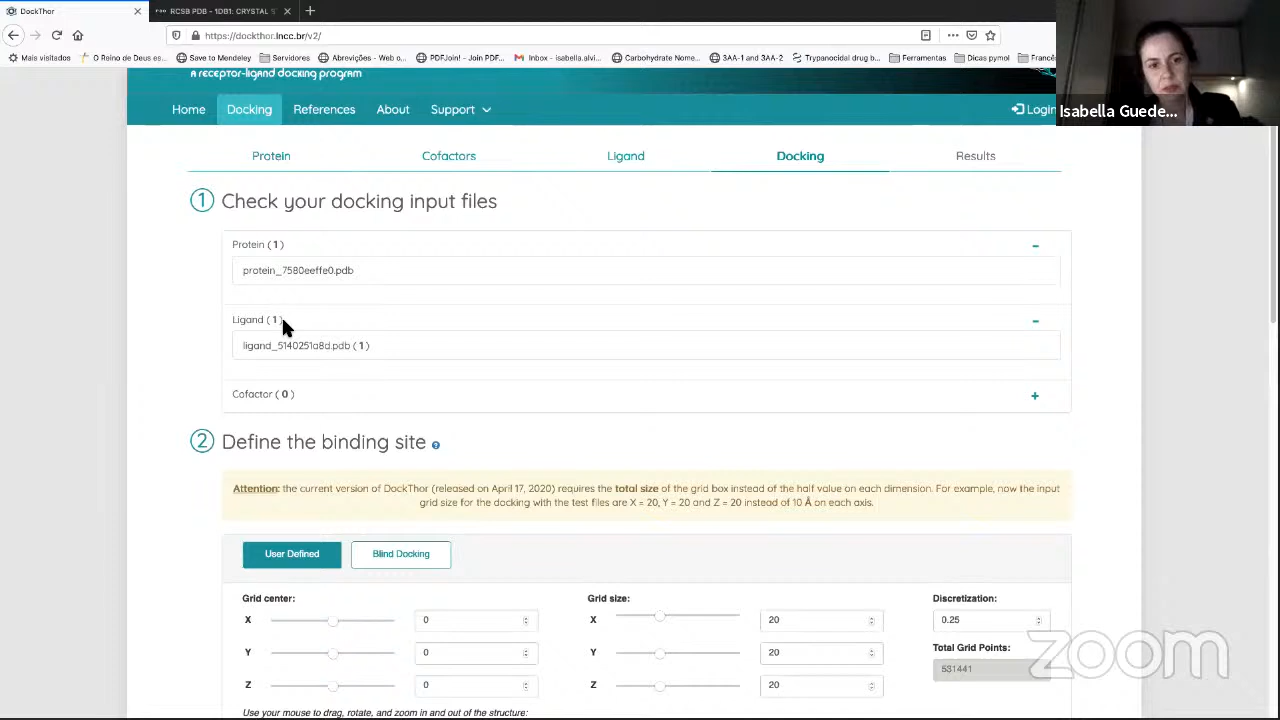 DockThor
RCSB PDB - 1DB1: CRYSTAL S
https://dockthor.lncc.br/v2/
Mais visitados
O Reino de Deus es...
Save to Mendeley
Servidores
Abrevições - Web o...
PDFJoin! - Join PDF...
Inbox - isabella.alvi...
Carbohydrate Nome...
3AA-1 and 3AA-2
Trypanocidal drug b...
Ferramentas
Dicas pymol
Francês
a receptor-ligand docking program
Home
Docking
References
About
Support
Login
Isabella Guede...
Protein
Cofactors
Ligand
Docking
Results
1 Check your docking input files
Protein ( 1 )
protein_7580eeffe0.pdb
Ligand ( 1 )
ligand_5140251a8d.pdb ( 1 )
Cofactor ( 0 )
2 Define the binding site
Attention: the current version of DockThor (released on April 17, 2020) requires the total size of the grid box instead of the half value on each dimension. For example, now the input
grid size for the docking with the test files are X = 20, Y = 20 and Z = 20 instead of 10 Å on each axis.
User Defined
Blind Docking
Grid center:
Grid size:
Discretization:
X 0
X 20
0.25
Total Grid Points:
Y 0
Y 20
531441
Z 0
Z 20
Use your mouse to drag, rotate, and zoom in and out of the structure:
zoom